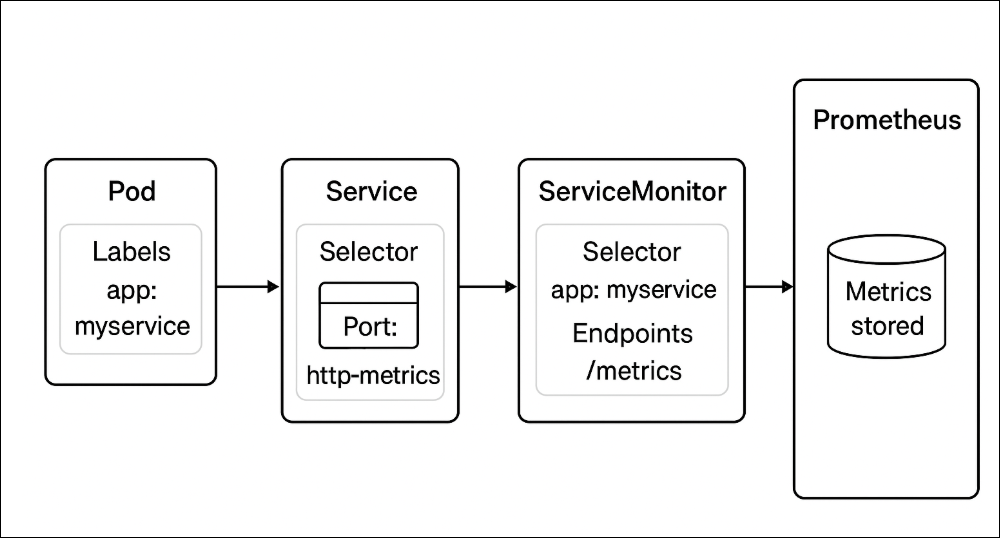 Pod
Labels
app:
myservice
Service
Selector
Port:
http-metrics
ServiceMonitor
Selector
app: myservice
Endpoints
/metrics
Prometheus
Metrics
stored